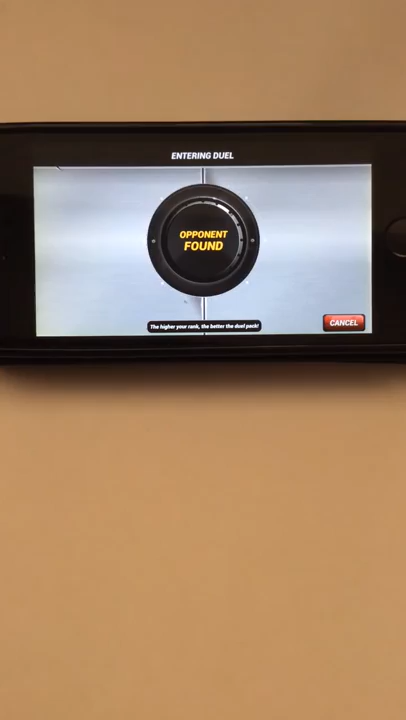 ENTERING DUEL
OPPONENT
FOUND
The higher your rank, the better the duel pack!
CANCEL